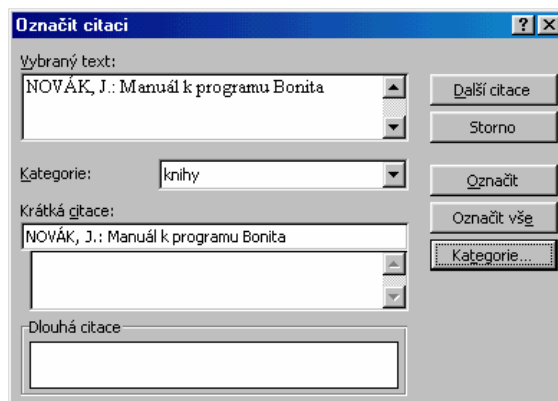 Označit citaci
Vybraný text:
NOVÁK, J.: Manuál k programu Bonita
Další citace
Storno
Kategorie:
knihy
Označit
Krátká citace:
Označit vše
NOVÁK, J.: Manuál k programu Bonita
Kategorie...
Dlouhá citace